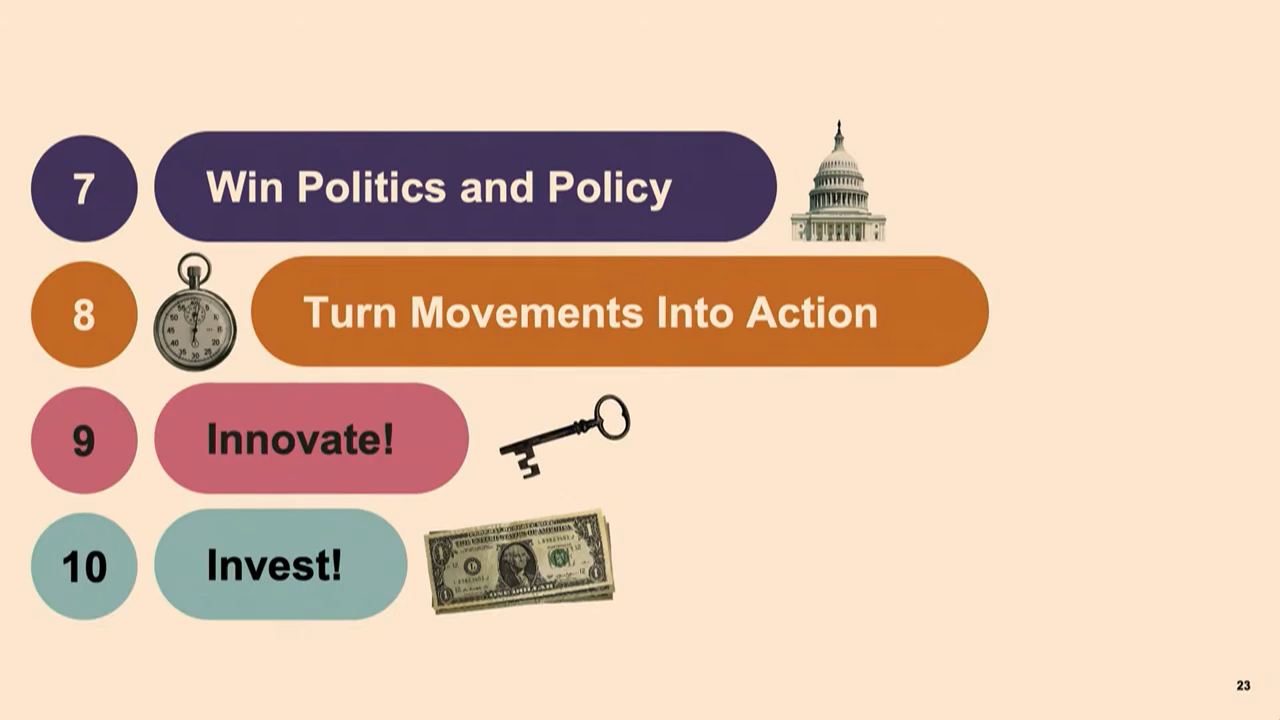 7
Win Politics and Policy
8
Turn Movements Into Action
9
Innovate!
10
Invest!
23